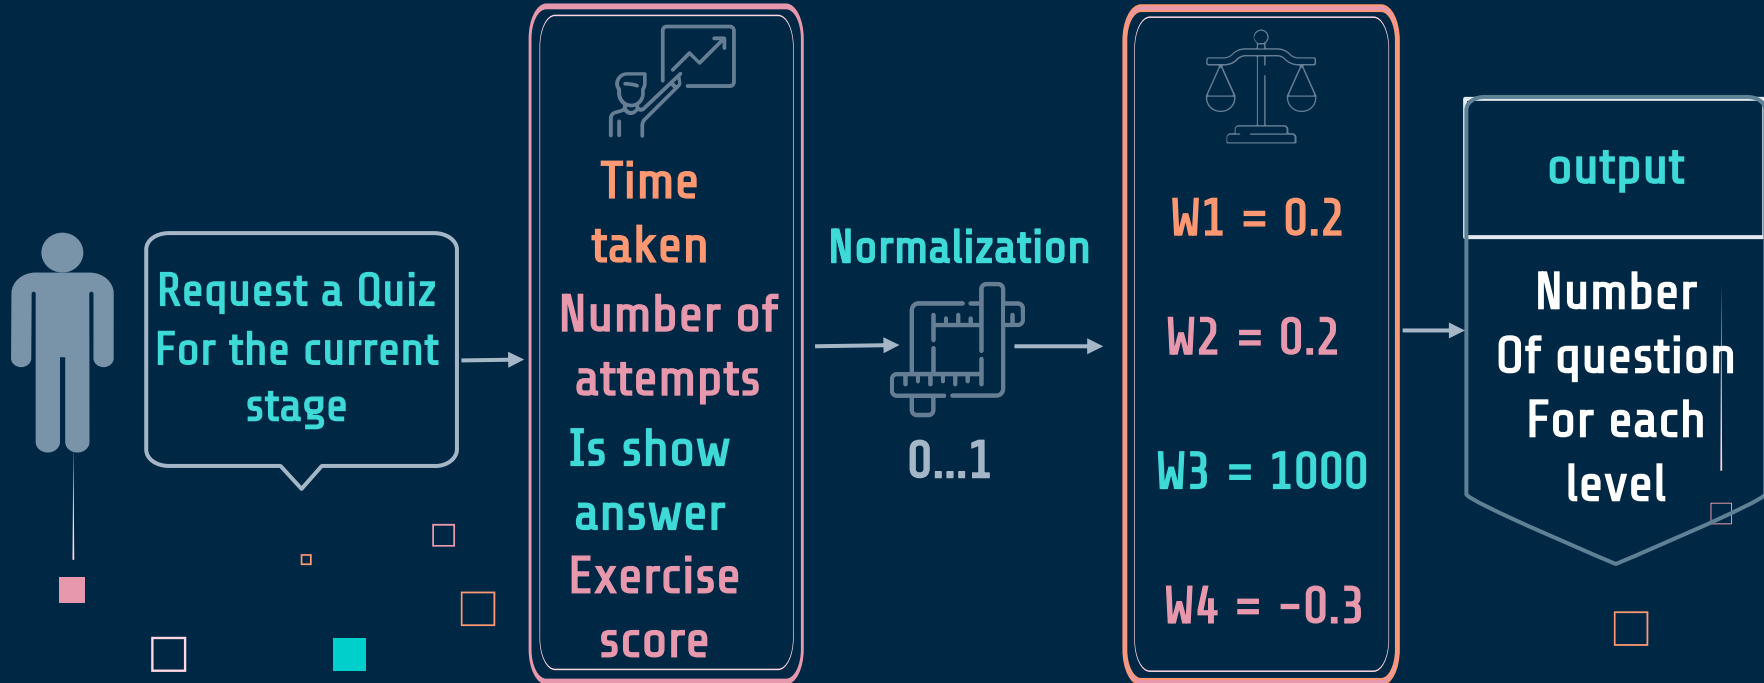 Request a Quiz
For the current
stage
Time
taken
Number of
attempts
Is show
answer
Exercise
score
Normalization
0...1
W1 = 0.2
W2 = 0.2
W3 = 1000
W4 = -0.3
output
Number
Of question
For each
level